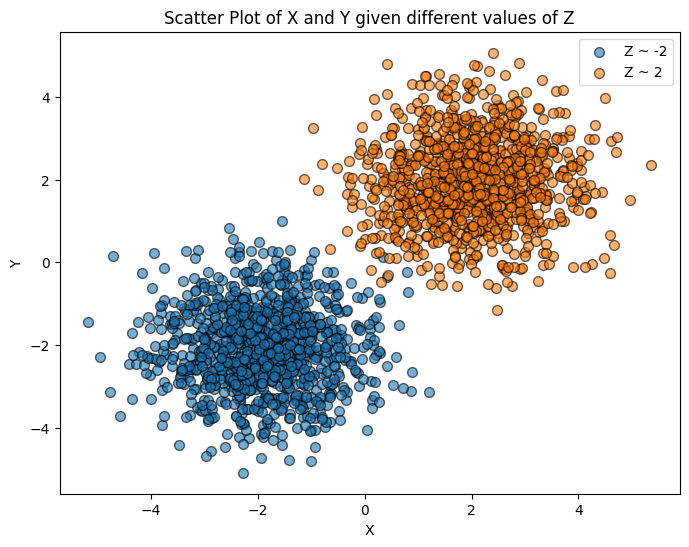 Scatter Plot of X and Y given different values of Z
Z ~ -2
Z ~ 2
4
2
0
−2
−4
Y
−4 −2 0 2 4
X